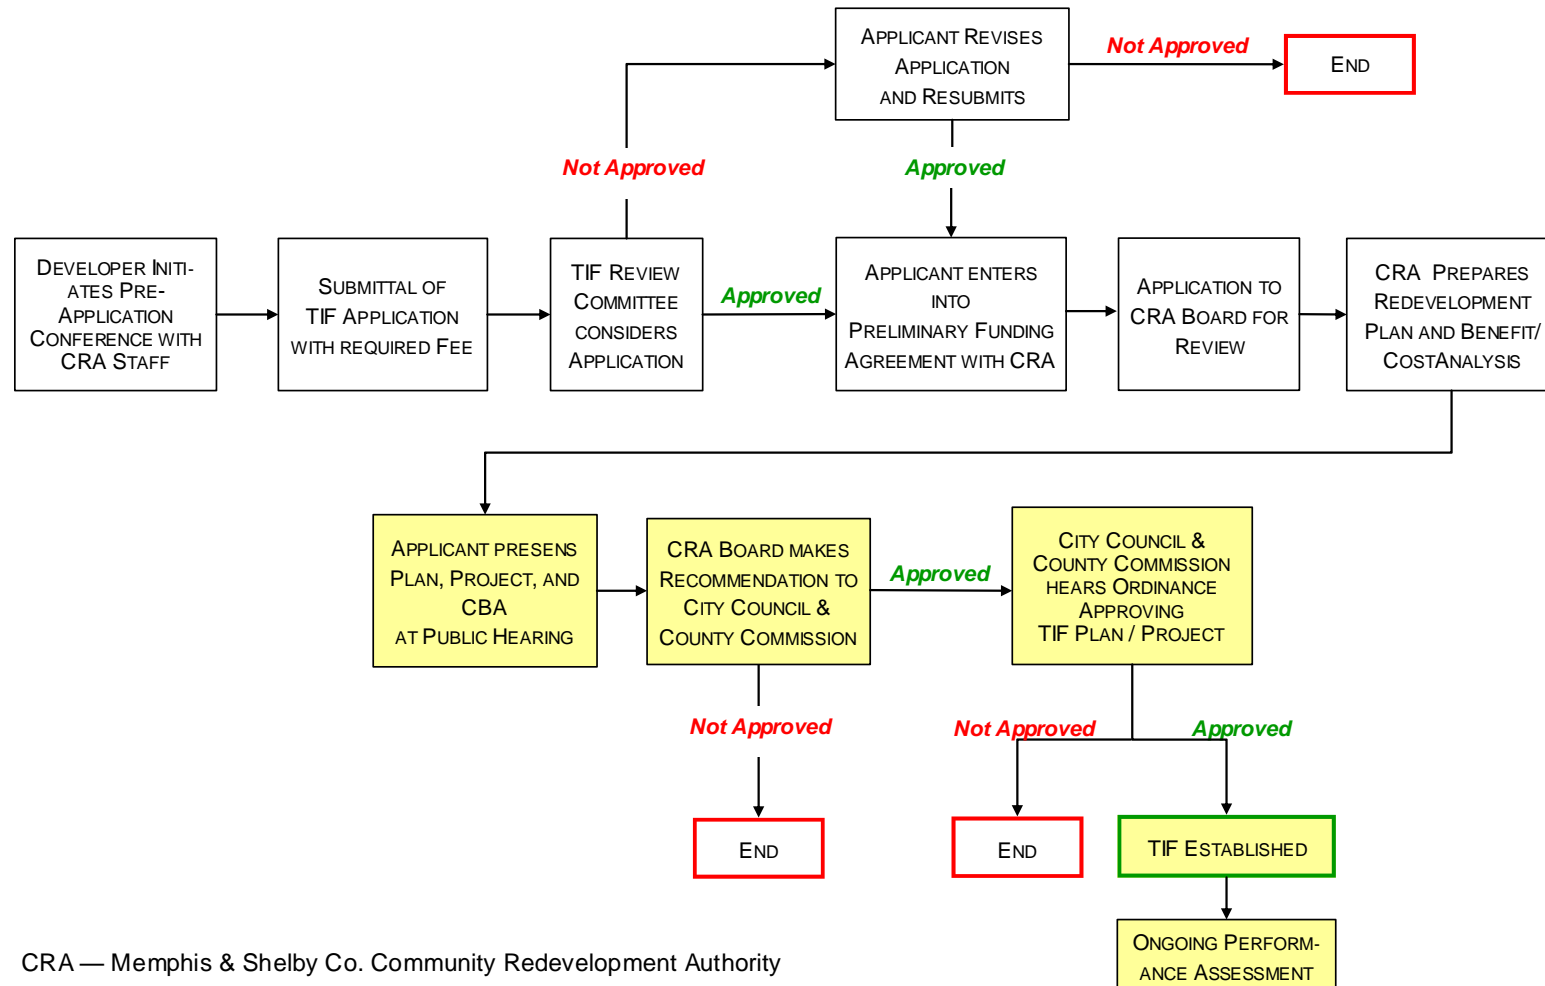 APPLICANT REVISES
APPLICATION
AND RESUBMITS
Not Approved
END
Not Approved
Approved
DEVELOPER INITI-
ATES PRE-
APPLICATION
CONFERENCE WITH
CRA STAFF
SUBMITTAL OF
TIF APPLICATION
WITH REQUIRED FEE
TIF REVIEW
COMMITTEE
CONSIDERS
APPLICATION
Approved
APPLICANT ENTERS
INTO
PRELIMINARY FUNDING
AGREEMENT WITH CRA
APPLICATION TO
CRA BOARD FOR
REVIEW
CRA PREPARES
REDEVELOPMENT
PLAN AND BENEFIT/
COSTANALYSIS
APPLICANT PRESENS
PLAN, PROJECT, AND
CBA
AT PUBLIC HEARING
CRA BOARD MAKES
RECOMMENDATION TO
CITY COUNCIL &
COUNTY COMMISSION
Approved
CITY COUNCIL &
COUNTY COMMISSION
HEARS ORDINANCE
APPROVING
TIF PLAN / PROJECT
Not Approved
Not Approved
Approved
END
END
TIF ESTABLISHED
ONGOING PERFORM-
ANCE ASSESSMENT
CRA — Memphis & Shelby Co. Community Redevelopment Authority